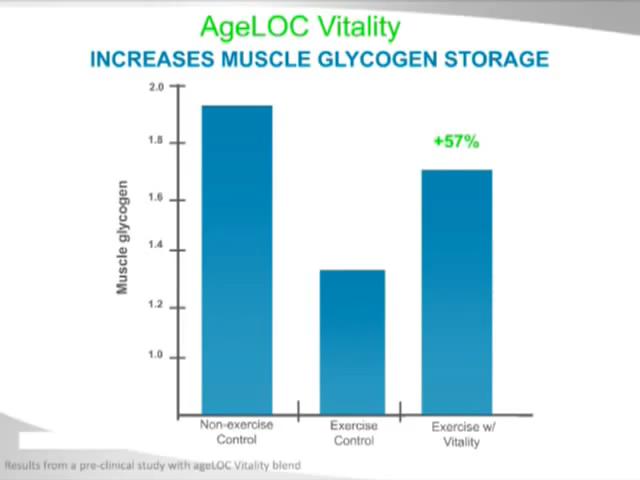 AgeLOC Vitality
INCREASES MUSCLE GLYCOGEN STORAGE
2.0
1.8
+57%
1.6
Muscle glycogen
1.4
1.2
1.0
Non-exercise
Control
Exercise
Control
Exercise w/
Vitality
Results from a pre-clinical study with ageLOC Vitality blend